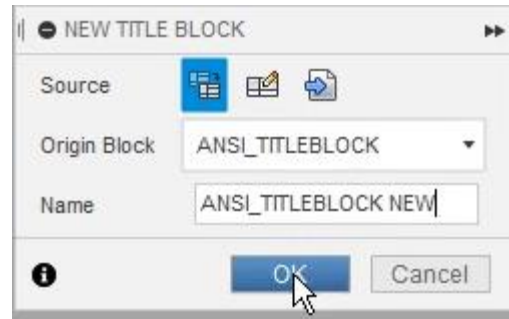 NEW TITLE BLOCK
Source
Origin Block ANSI_TITLEBLOCK
Name ANSI_TITLEBLOCK NEW
OK Cancel